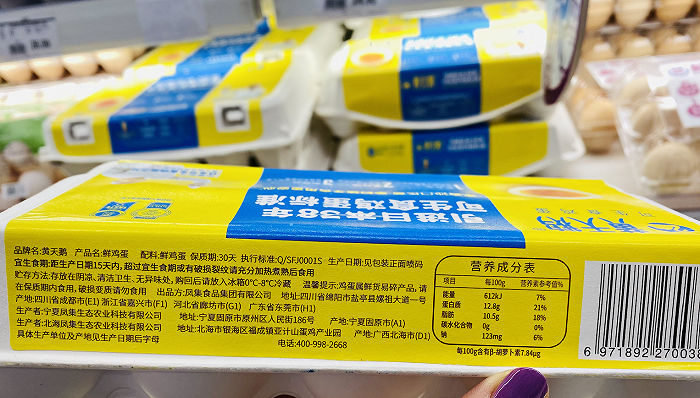 引进日本38年
可生食鸡蛋标准
黄天鹅
可生食鸡蛋
品牌名:黄天鹅 产品名:鲜鸡蛋 配料:鲜鸡蛋 保质期:30天 执行标准:Q/SFJ0001S 生产日期:见包装正面喷码
宜生食期:距生产日期15天内,超过宜生食期或有破损裂纹请充分加热煮熟后食用
贮存方法:存放在阴凉、清洁卫生、无异味处,购回后请放入冰箱0℃-8℃冷藏 温馨提示:鸡蛋属鲜贸易碎产品,请
在保质期内食用,破损变质请勿食用 出品方:凤集食品集团有限公司 地址:四川省绵阳市盐亭县嫘祖大道一号
产地:四川省成都市(E1) 浙江省嘉兴市(F1) 河北省廊坊市(G1) 广东省东莞市(H1)
生产者:宁夏凤集生态农业科技有限公司 地址:宁夏固原市原州区人民街186号 产地:宁夏固原市(A1)
生产者:北海凤集生态农业科技有限公司 地址:北海市银海区福成镇亚计山蛋鸡产业园 产地:广西北海市(D1)
具体生产单位及产地见生产日期后字母 电话:400-998-2668
营养成分表
项目 每100g 营养素参考值%
能量 612kJ 7%
蛋白质 12.8g 21%
脂肪 10.5g 18%
碳水化合物 0g 0%
钠 123mg 6%
每100g含有β-胡萝卜素7.84μg
6 971892 27003